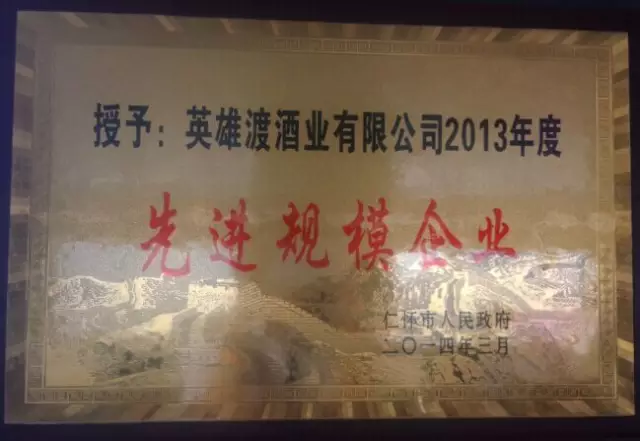 授予：英雄渡酒业有限公司2013年度
先进规模企业
仁怀市人民政府
二〇一四年三月